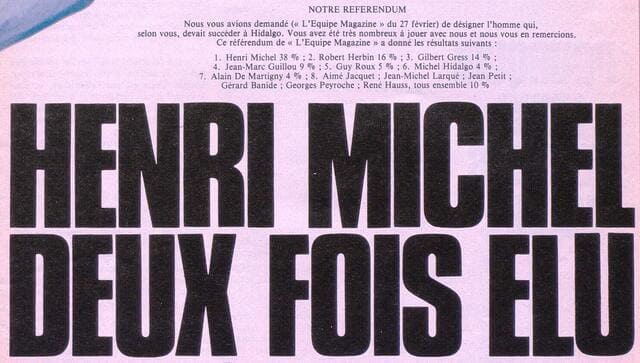 NOTRE REFERENDUM
Nous vous avions demandé (« L'Equipe Magazine » du 27 février) de désigner l'homme qui,
selon vous, devait succéder à Hidalgo. Vous avez été très nombreux à jouer avec nous et nous vous en remercions.
Ce référendum de « L'Equipe Magazine » a donné les résultats suivants :
1. Henri Michel 38 % ; 2. Robert Herbin 16 % ; 3. Gilbert Gress 14 % ;
4. Jean-Marc Guillou 9 % ; 5. Guy Roux 5 % ; 6. Michel Hidalgo 4 % ;
7. Alain De Martigny 4 % ; 8. Aimé Jacquet ; Jean-Michel Larqué ; Jean Petit ;
Gérard Banide ; Georges Peyroche ; René Hauss, tous ensemble 10 %
HENRI MICHEL
DEUX FOIS ELU